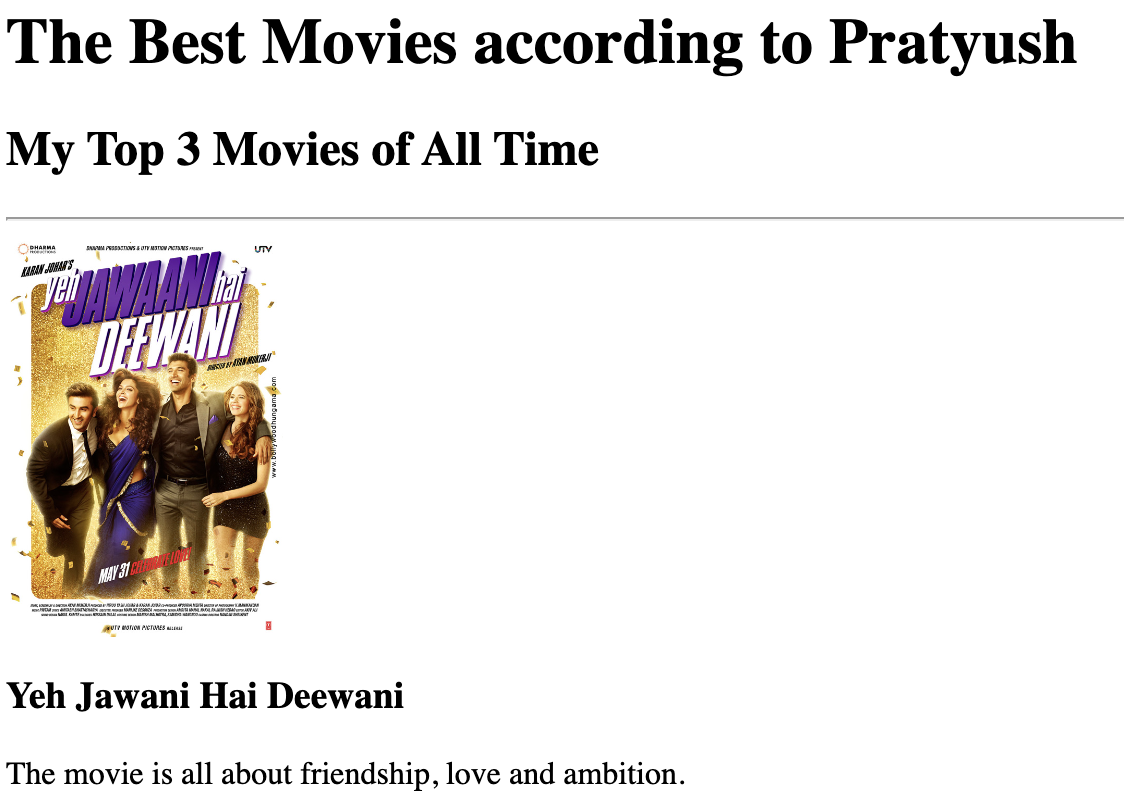 The Best Movies according to Pratyush
My Top 3 Movies of All Time
DHARMA
PRODUCTIONS
DHARMA PRODUCTIONS & UTV MOTION PICTURES PRESENT
UTV
KARAN JOHAR'S
yeh JAWAANI hai
DEEWANI
DIRECTED BY AYAN MUKERJI
www.bollywoodhungama.com
MAY 31 CELEBRATE LOVE!
UTV MOTION PICTURES RELEASE
Yeh Jawani Hai Deewani
The movie is all about friendship, love and ambition.